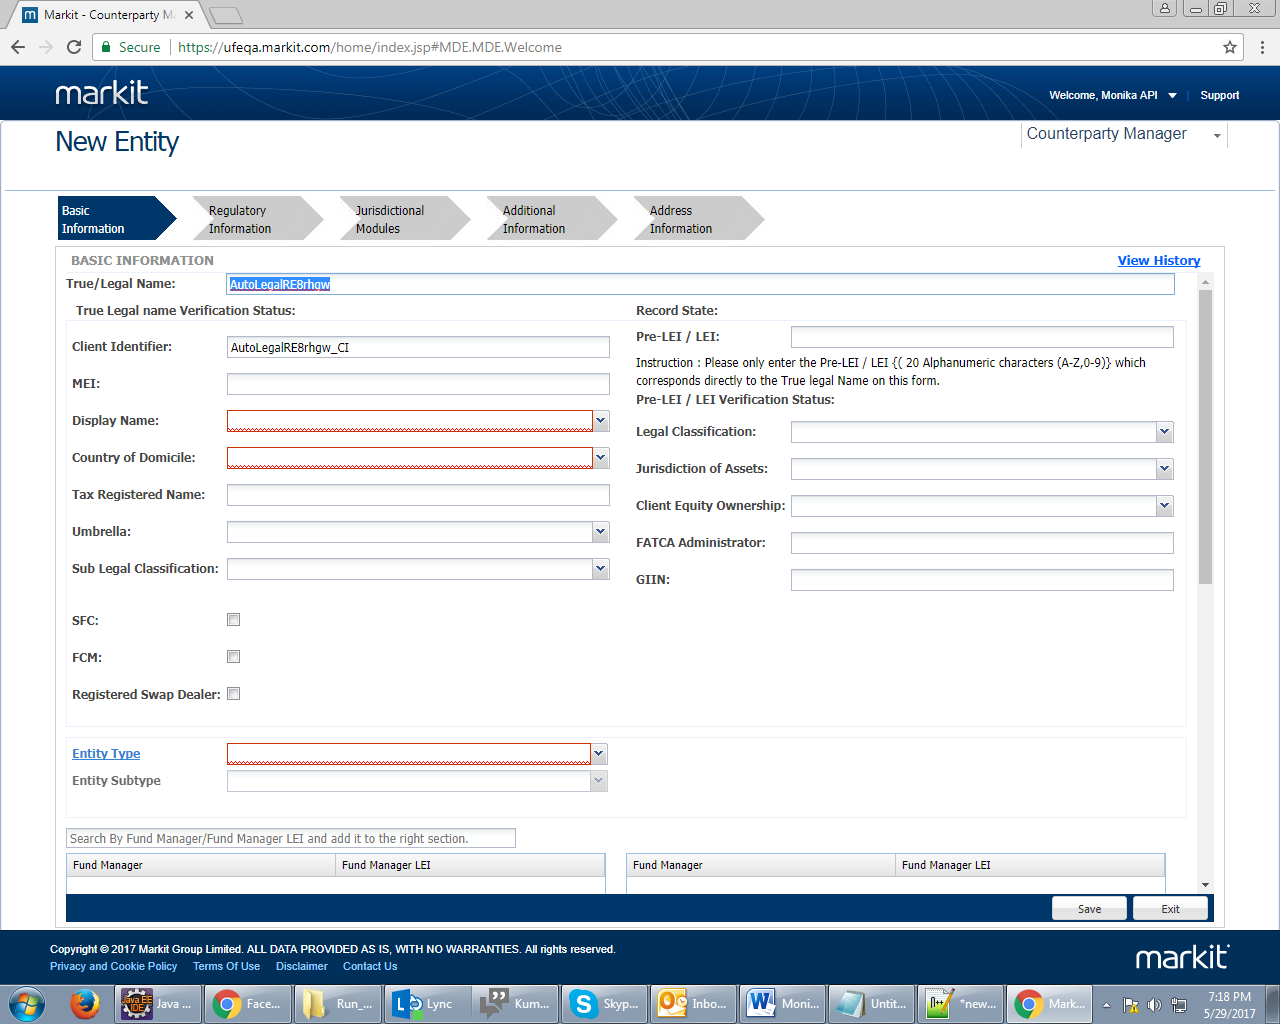 Markit - Counterparty M
Secure https://ufeqa.markit.com/home/index.jsp#MDE.MDE.Welcome
markit
Welcome, Monika API
Support
New Entity
Counterparty Manager
Basic Information
Regulatory Information
Jurisdictional Modules
Additional Information
Address Information
BASIC INFORMATION
View History
True/Legal Name: AutoLegalRE8rhgw
True Legal name Verification Status:
Record State:
Client Identifier: AutoLegalRE8rhgw_CI
Pre-LEI / LEI:
Instruction : Please only enter the Pre-LEI / LEI {( 20 Alphanumeric characters (A-Z,0-9)} which
corresponds directly to the True legal Name on this form.
MEI:
Pre-LEI / LEI Verification Status:
Display Name:
Legal Classification:
Country of Domicile:
Jurisdiction of Assets:
Tax Registered Name:
Client Equity Ownership:
Umbrella:
FATCA Administrator:
Sub Legal Classification:
GIIN:
SFC:
FCM:
Registered Swap Dealer:
Entity Type
Entity Subtype
Search By Fund Manager/Fund Manager LEI and add it to the right section.
Fund Manager Fund Manager LEI Fund Manager Fund Manager LEI
Save Exit
Copyright © 2017 Markit Group Limited. ALL DATA PROVIDED AS IS, WITH NO WARRANTIES. All rights reserved.
Privacy and Cookie Policy Terms Of Use Disclaimer Contact Us
markit
Java EE IDE Java ... Face... Run_... Lync Kum... Skyp... Inbo... Moni... Untit... *new... Mark... 7:18 PM
5/29/2017